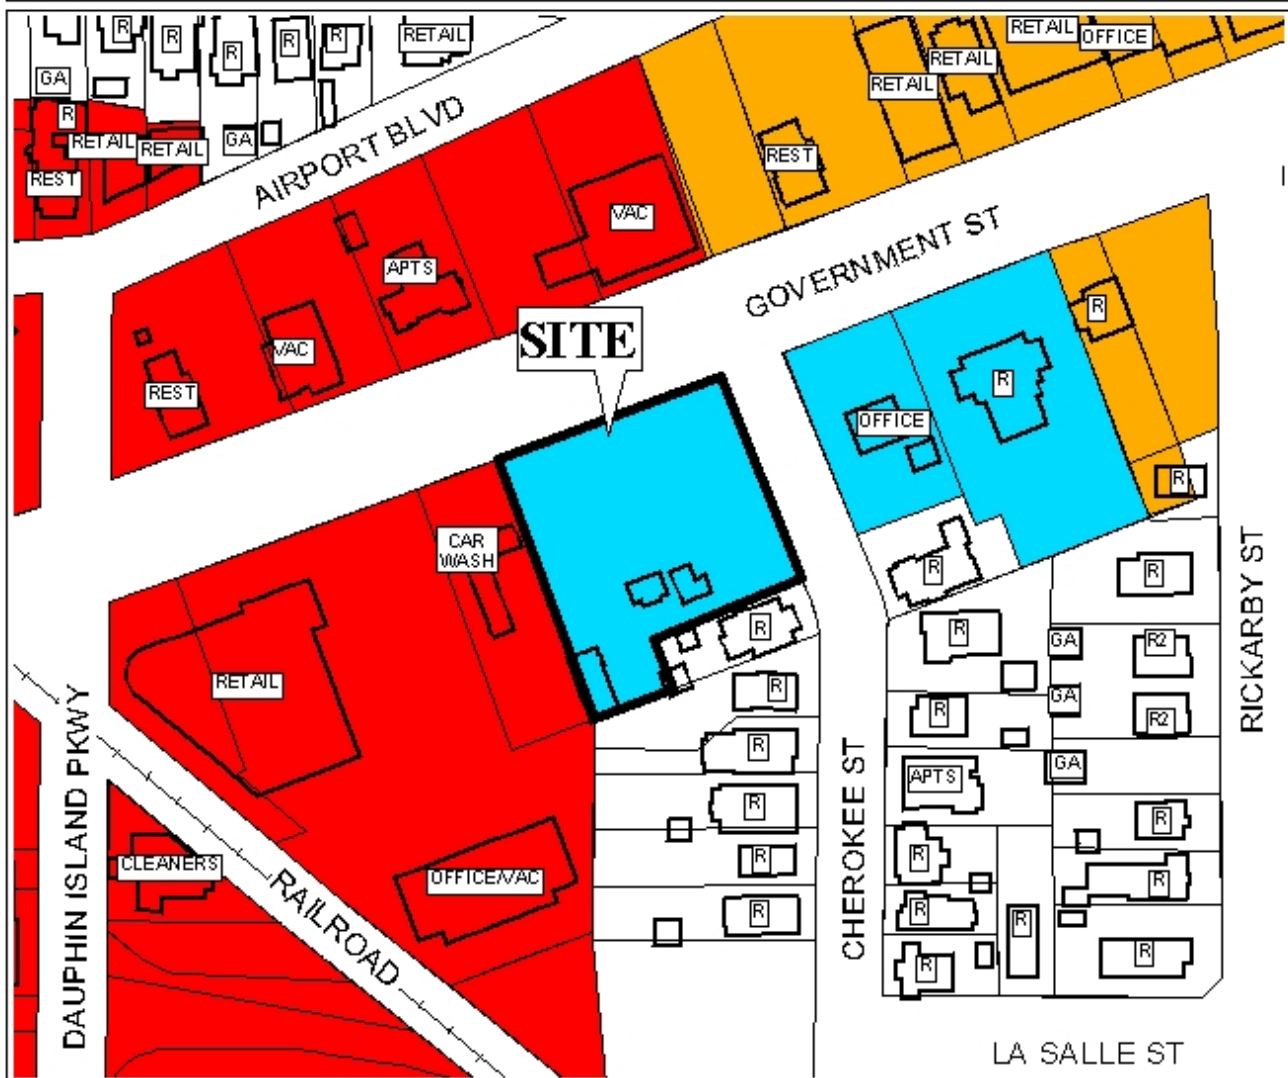 R
R
R
R
R
RETAIL
RETAIL
OFFICE
RETAIL
RETAIL
GA
R
RETAIL
RETAIL
GA
REST
AIRPORT BLVD
REST
VAC
APTS
GOVERNMENT ST
VAC
REST
SITE
R
R
OFFICE
CAR
WASH
R
R
R
R
R
GA
R2
RETAIL
R
R
GA
R2
R
APTS
GA
R
R
CLEANERS
OFFICE/VAC
R
R
R
R
R
R
R
R
RAILROAD
DAUPHIN ISLAND PKWY
CHEROKEE ST
RICKARBY ST
LA SALLE ST